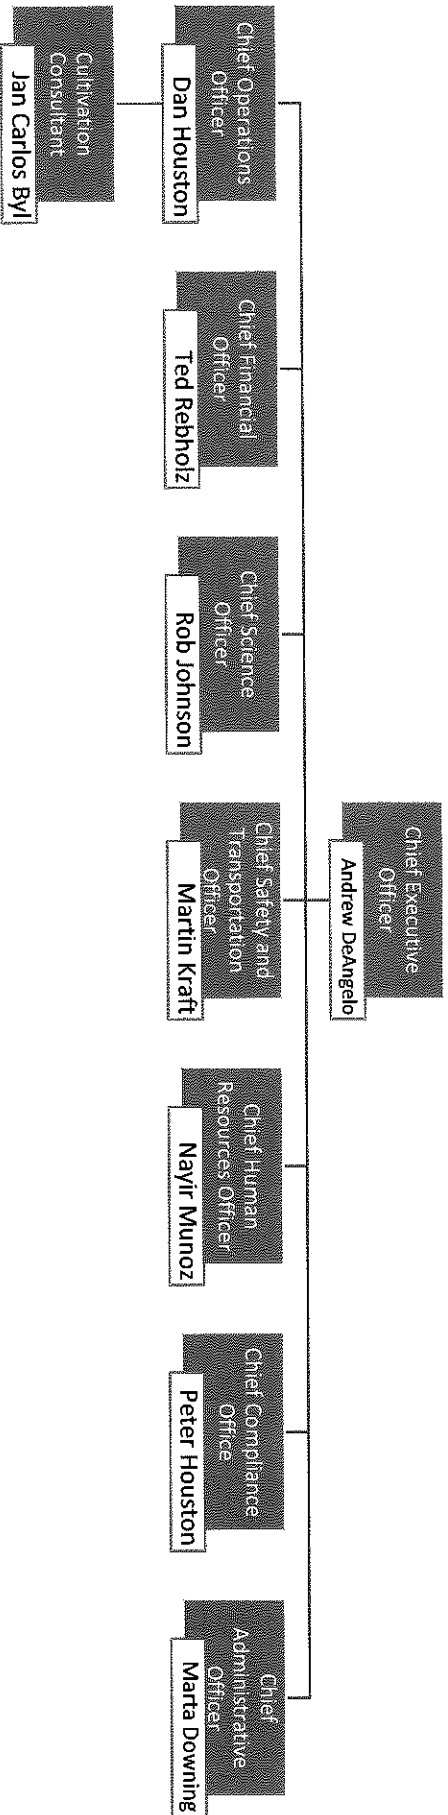 Chief Executive
Officer
Andrew DeAngelo
Chief Operations
Officer
Dan Houston
Chief Financial
Officer
Ted Rebholz
Chief Science
Officer
Rob Johnson
Chief Safety and
Transportation
Officer
Martin Kraft
Chief Human
Resources Officer
Nayir Munoz
Chief Compliance
Office
Peter Houston
Chief
Administrative
Officer
Marta Downing
Cultivation
Consultant
Jan Carlos Byl